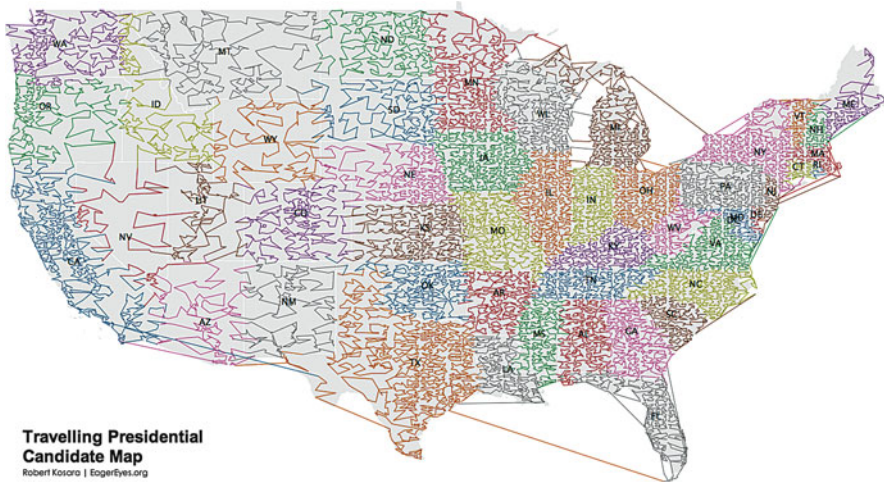 WA
MT
ND
MN
OR
ID
SD
WI
MI
ME
VT
NH
WY
NY
MA
CT
RI
IA
NE
PA
NJ
OH
IL
IN
NV
UT
CO
DE
MD
DC
CA
KS
MO
KY
WV
VA
AZ
NM
OK
AR
TN
NC
SC
MS
AL
GA
TX
LA
FL
Travelling Presidential
Candidate Map
Robert Kosara | EagerEyes.org